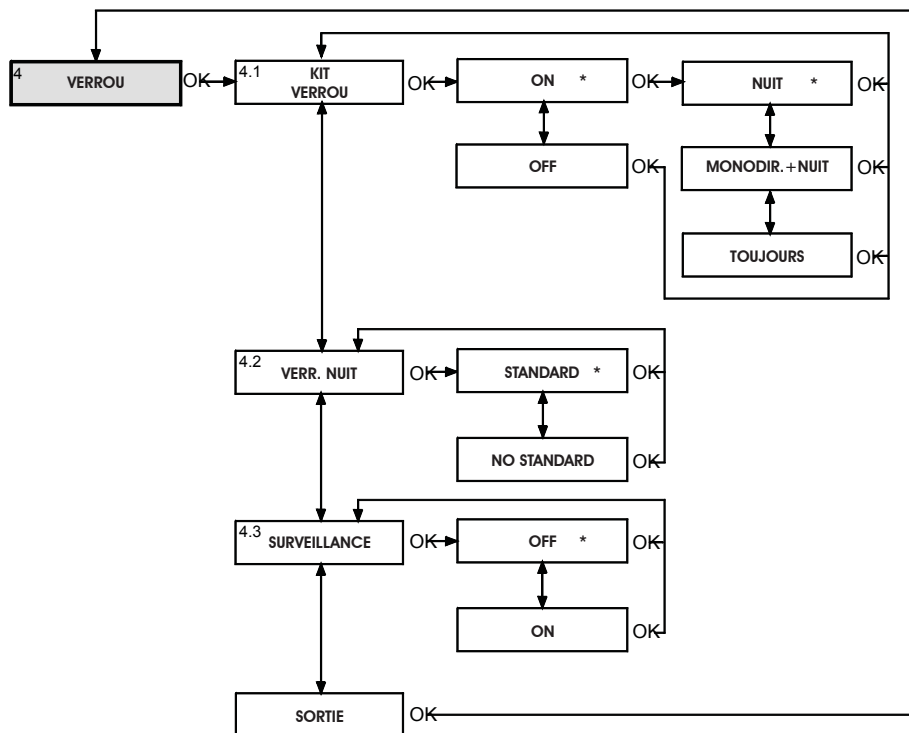 4 VERROU OK
4.1 KIT VERROU OK
ON * OK
NUIT * OK
OFF OK
MONODIR.+NUIT OK
TOUJOURS OK
4.2 VERR. NUIT OK
STANDARD * OK
NO STANDARD OK
4.3 SURVEILLANCE OK
OFF * OK
ON OK
SORTIE OK